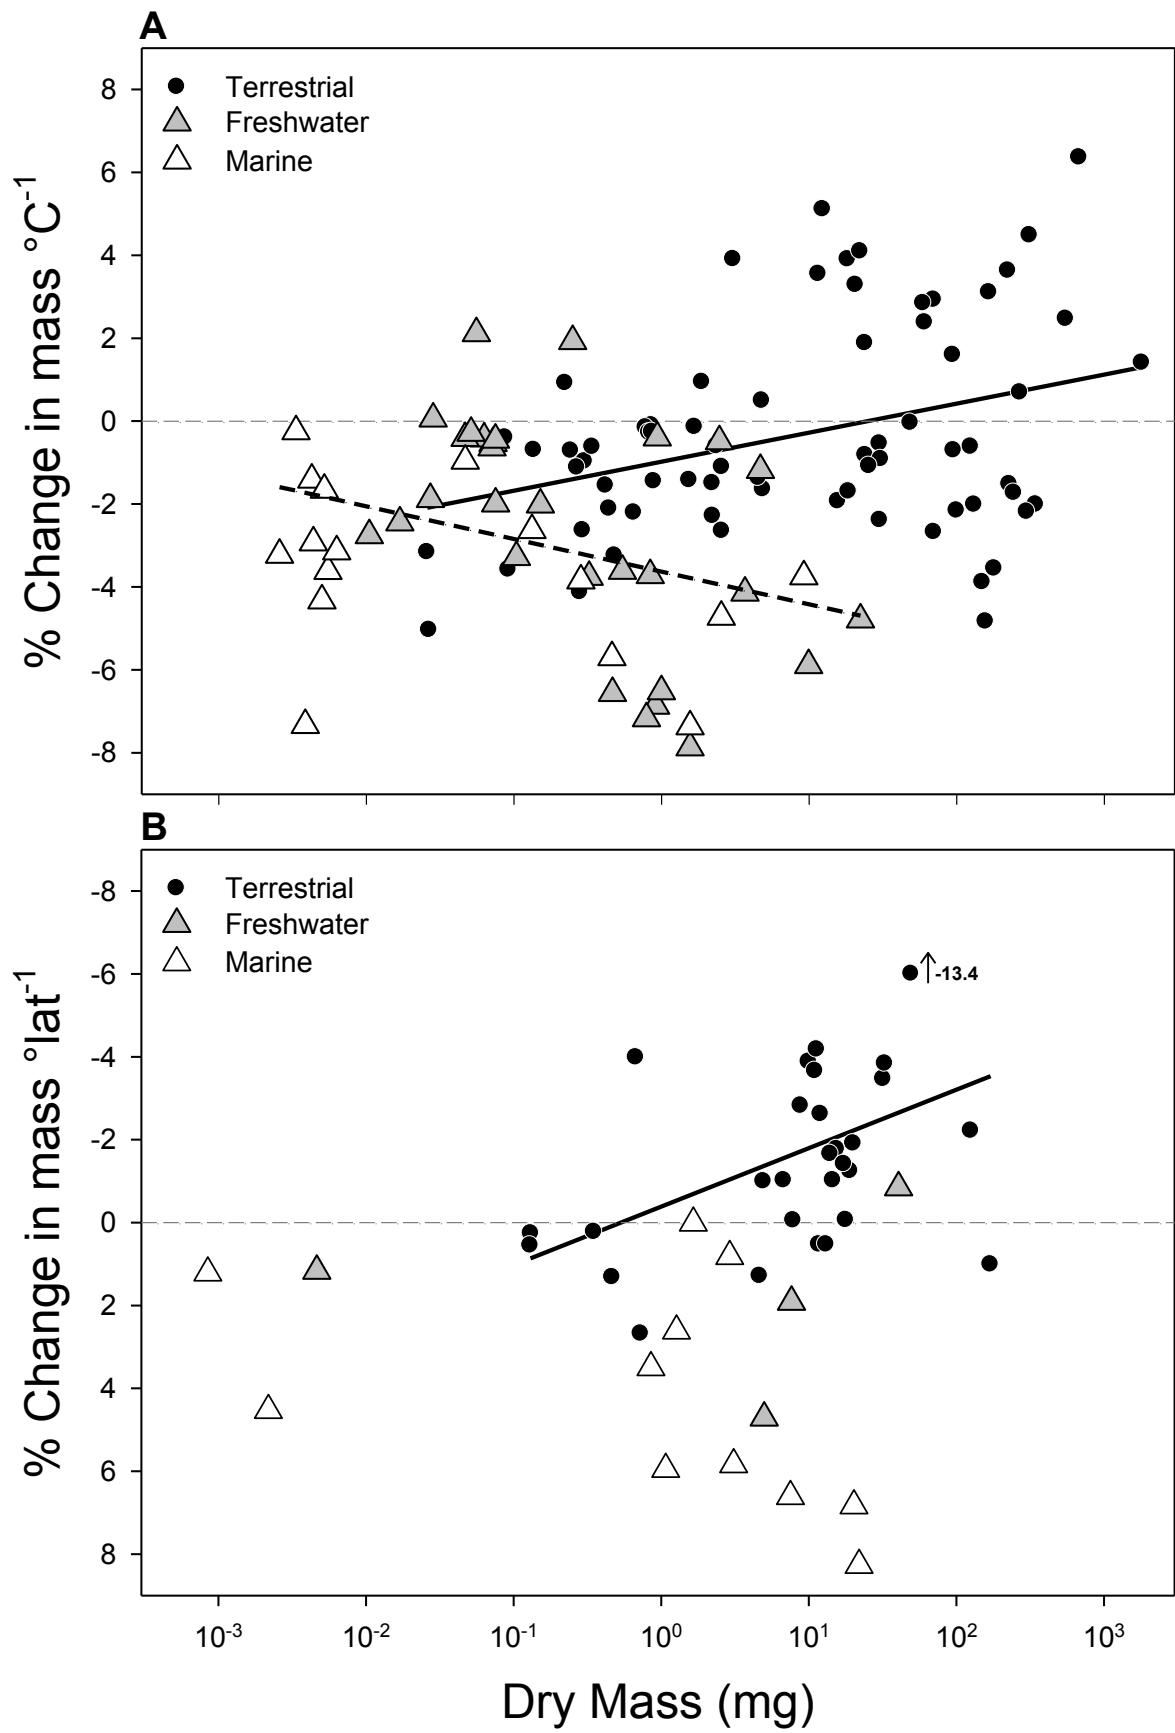 A
% Change in mass °C-1
8
6
4
2
0
-2
-4
-6
-8
Terrestrial
Freshwater
Marine
B
% Change in mass °lat-1
-8
-6
-4
-2
0
2
4
6
8
Terrestrial
Freshwater
Marine
-13.4
10-3 10-2 10-1 100 101 102 103
Dry Mass (mg)